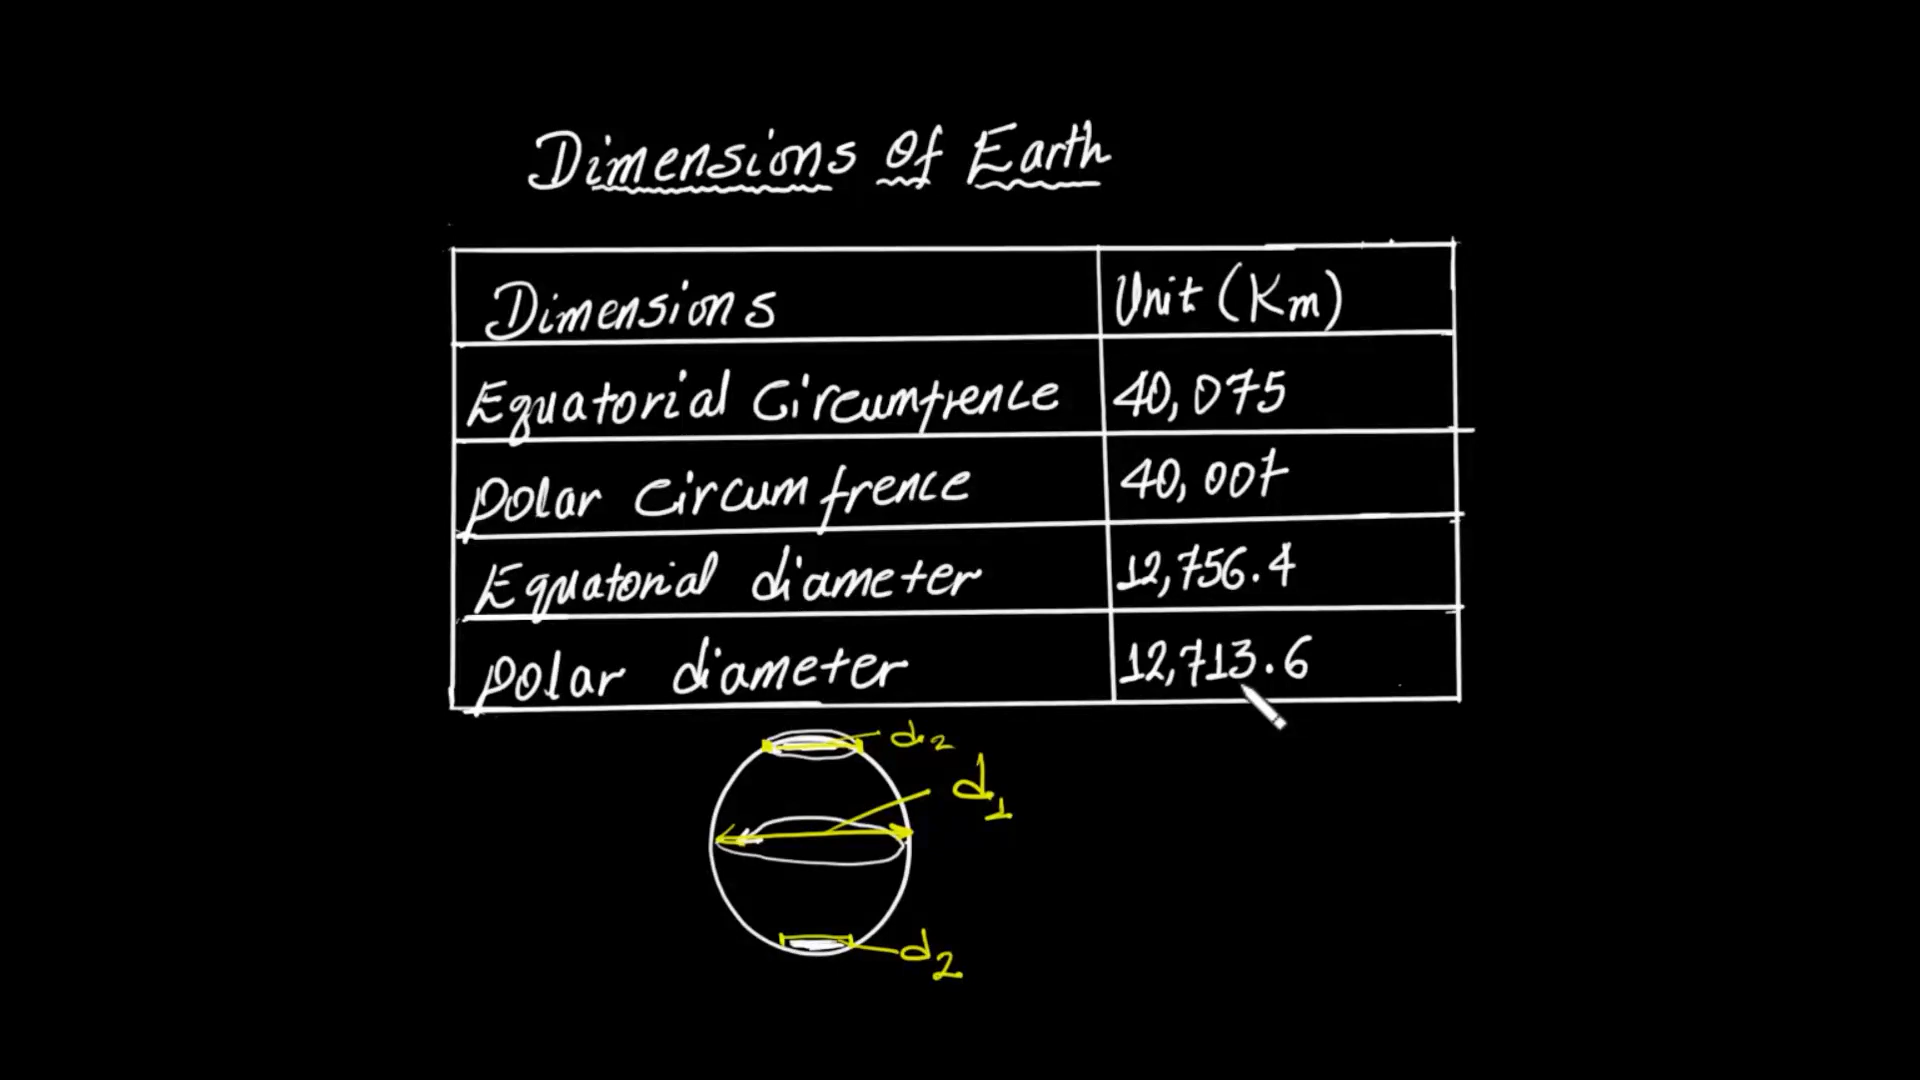 Dimensions Of Earth
Dimensions Unit (Km)
Equatorial Circumfrence 40,075
Polar Circumfrence 40,007
Equatorial diameter 12,756.4
Polar diameter 12,713.6
d2
d1
d2